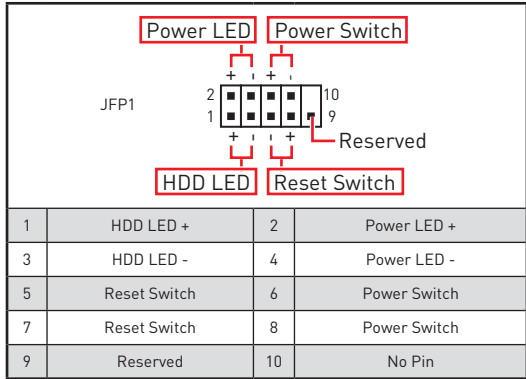 Power LED Power Switch
+ - + -
JFP1
2 10
1 9
+ - - +
Reserved
HDD LED Reset Switch
1 HDD LED + 2 Power LED +
3 HDD LED - 4 Power LED -
5 Reset Switch 6 Power Switch
7 Reset Switch 8 Power Switch
9 Reserved 10 No Pin